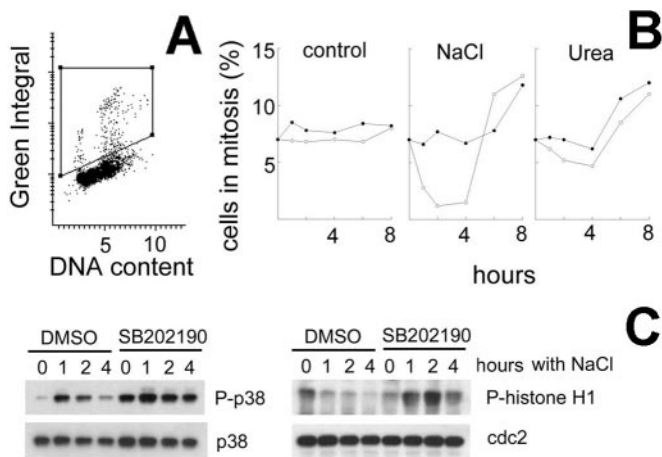 A
Green Integral
5 10
DNA content
B
cells in mitosis (%)
15
10
5
control NaCl Urea
4 8 4 8 4 8
hours
C
DMSO SB202190
0 1 2 4 0 1 2 4
P-p38
p38
DMSO SB202190
0 1 2 4 0 1 2 4 hours with NaCl
P-histone H1
cdc2